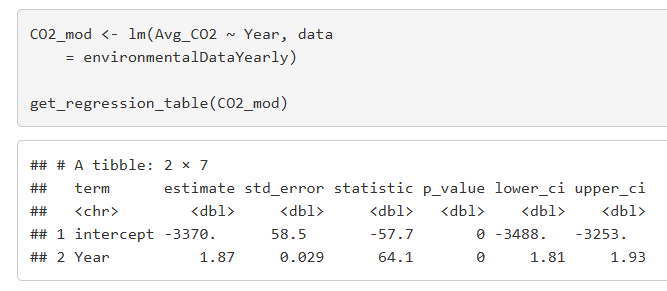 CO2_mod <- lm(Avg_CO2 ~ Year, data
    = environmentalDataYearly)
get_regression_table(CO2_mod)
## # A tibble: 2 × 7
##   term      estimate std_error statistic p_value lower_ci upper_ci
##   <chr>        <dbl>     <dbl>     <dbl>   <dbl>    <dbl>    <dbl>
## 1 intercept -3370.      58.5       -57.7       0 -3488.   -3253.
## 2 Year          1.87     0.029      64.1       0     1.81     1.93